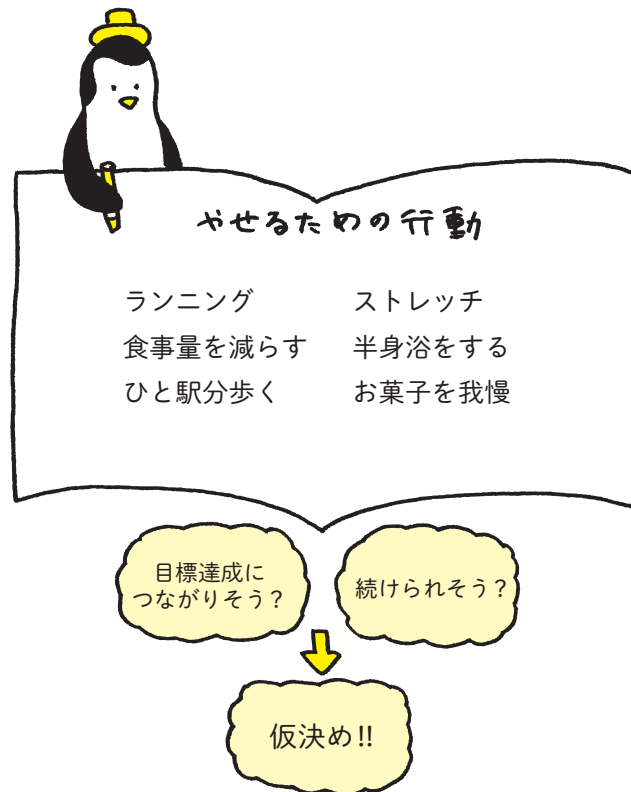 やせるための行動
ランニング
食事量を減らす
ひと駅分歩く
ストレッチ
半身浴をする
お菓子を我慢
目標達成に
つながりそう？
続けられそう？
仮決め!!